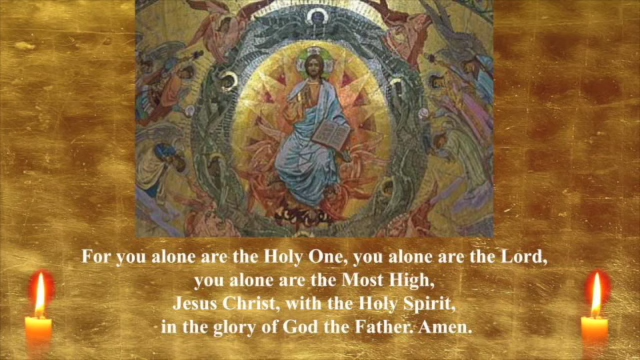 For you alone are the Holy One, you alone are the Lord,
you alone are the Most High,
Jesus Christ, with the Holy Spirit,
in the glory of God the Father. Amen.